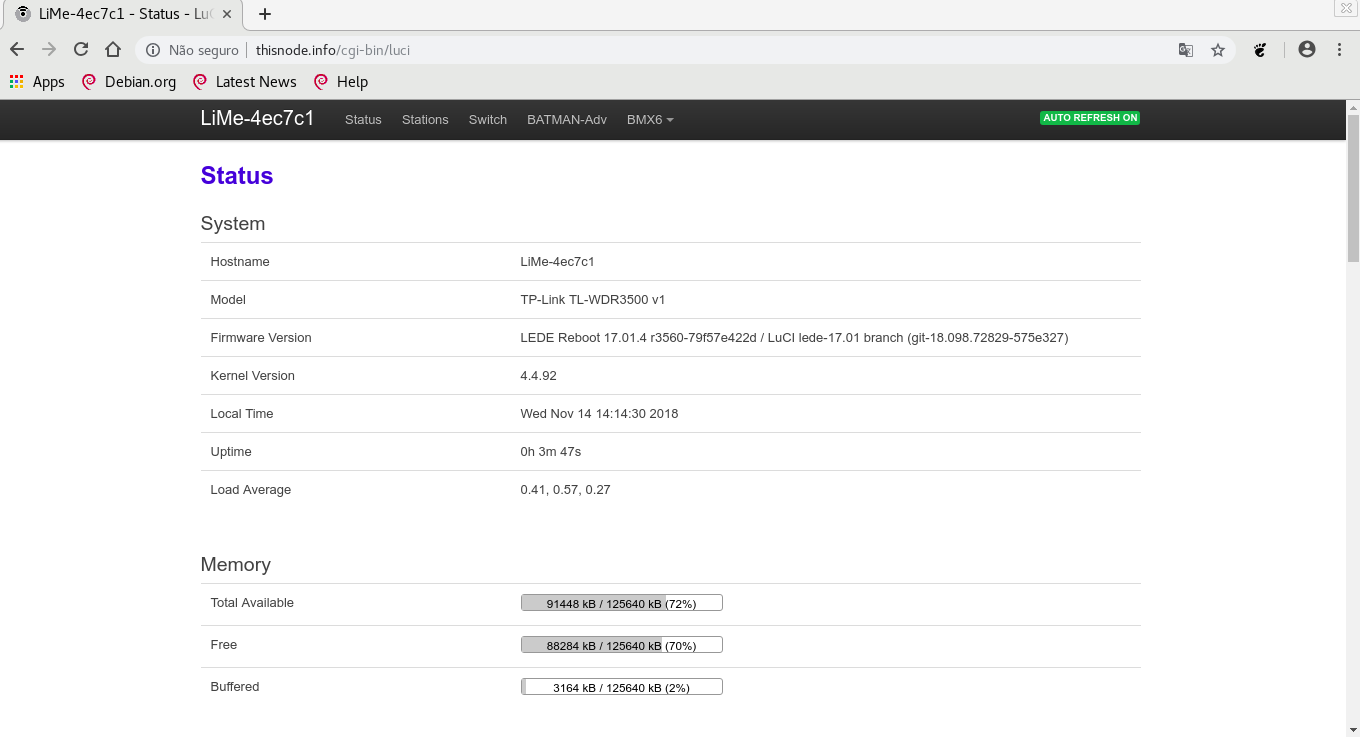 LiMe-4ec7c1 - Status - LuC
Não seguro thisnode.info/cgi-bin/luci
Apps Debian.org Latest News Help
LiMe-4ec7c1 Status Stations Switch BATMAN-Adv BMX6 AUTO REFRESH ON
Status
System
Hostname LiMe-4ec7c1
Model TP-Link TL-WDR3500 v1
Firmware Version LEDE Reboot 17.01.4 r3560-79f57e422d / LuCI lede-17.01 branch (git-18.098.72829-575e327)
Kernel Version 4.4.92
Local Time Wed Nov 14 14:14:30 2018
Uptime 0h 3m 47s
Load Average 0.41, 0.57, 0.27
Memory
Total Available 91448 kB / 125640 kB (72%)
Free 88284 kB / 125640 kB (70%)
Buffered 3164 kB / 125640 kB (2%)